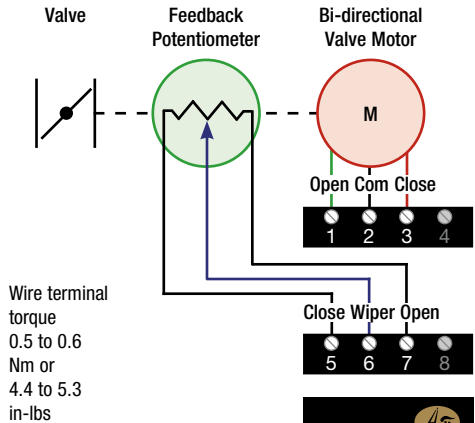 Valve
Feedback
Potentiometer
Bi-directional
Valve Motor
M
Open Com Close
1 2 3 4
Wire terminal
torque
0.5 to 0.6
Nm or
4.4 to 5.3
in-lbs
Close Wiper Open
5 6 7 8